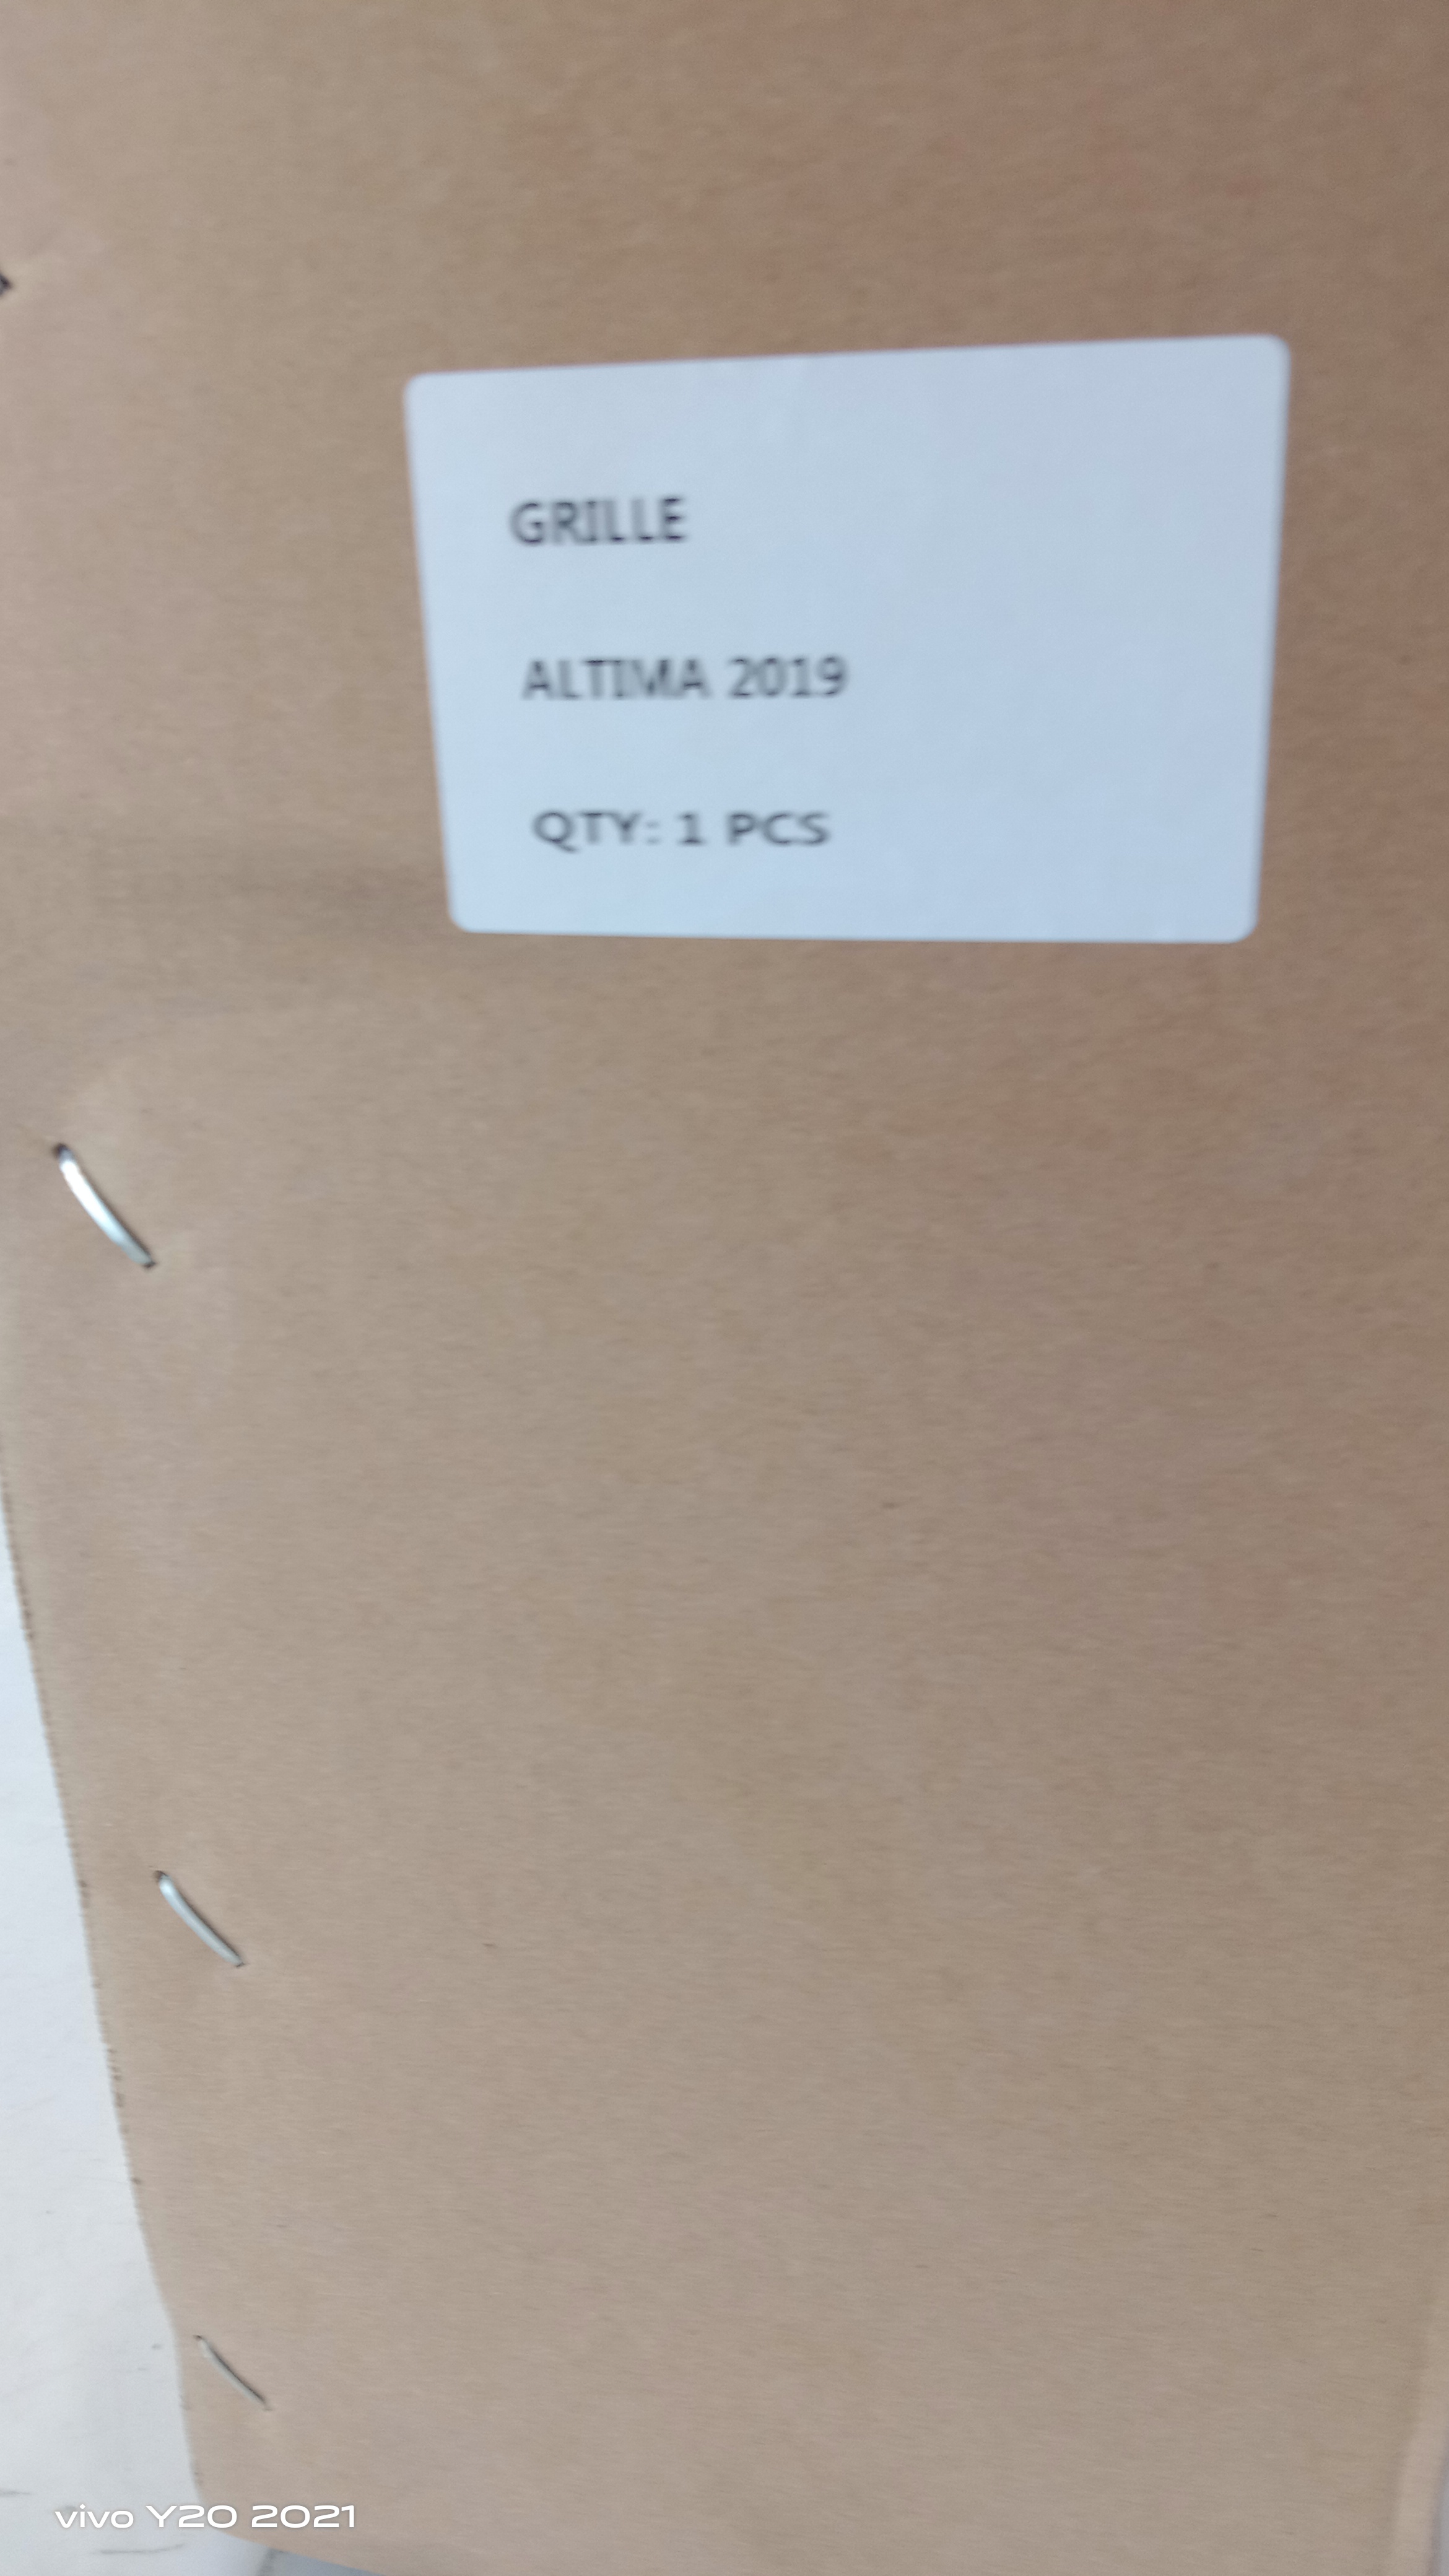 GRILLE
ALTIMA 2019
QTY: 1 PCS
vivo Y20 2021